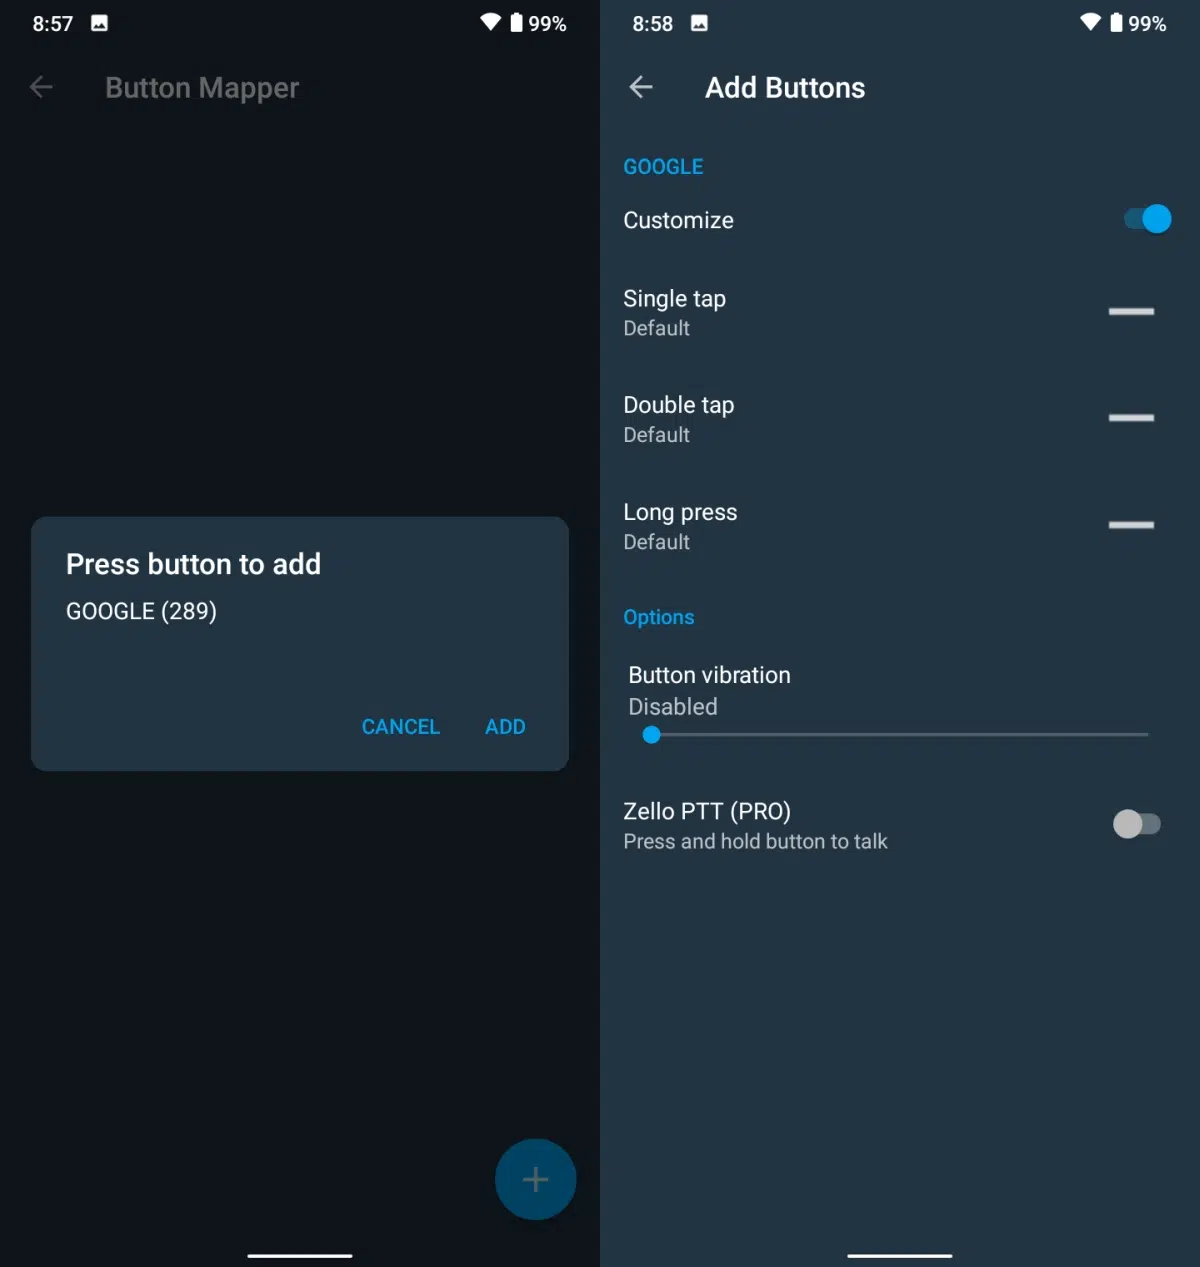 8:57
99%
Button Mapper
Press button to add
GOOGLE (289)
CANCEL ADD
8:58
99%
Add Buttons
GOOGLE
Customize
Single tap
Default
Double tap
Default
Long press
Default
Options
Button vibration
Disabled
Zello PTT (PRO)
Press and hold button to talk